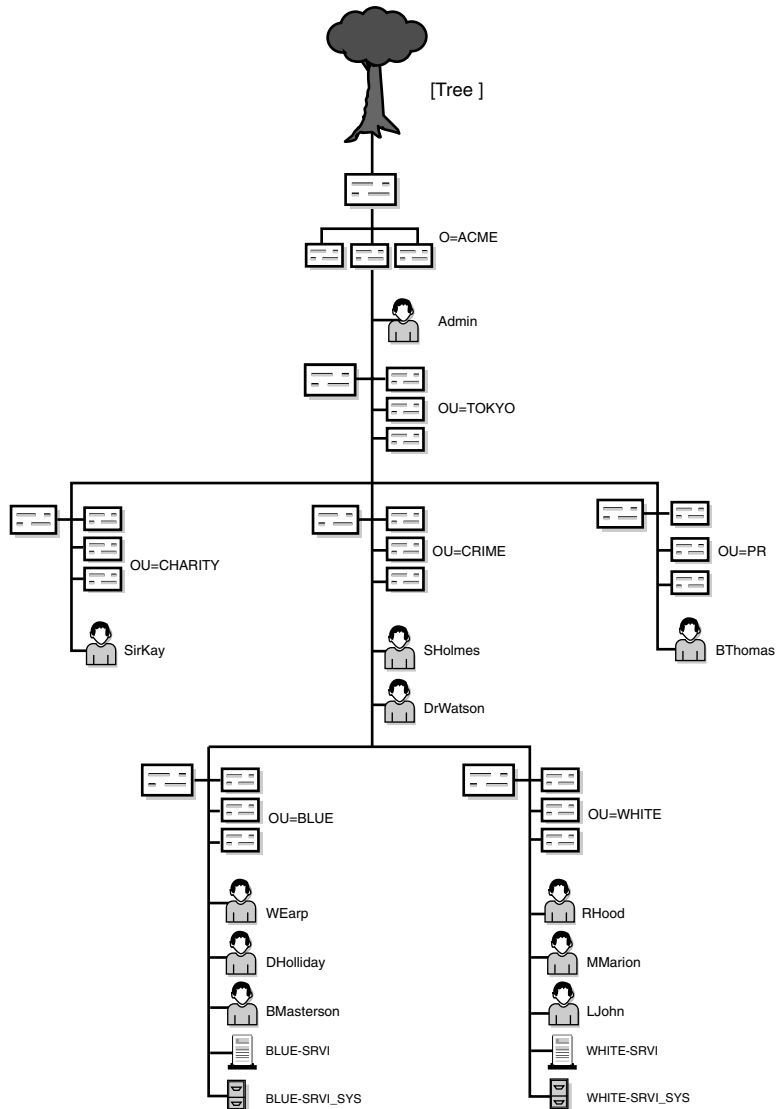 [Tree ]
O=ACME
Admin
OU=TOKYO
OU=CHARITY
OU=CRIME
OU=PR
SirKay
SHolmes
BThomas
DrWatson
OU=BLUE
OU=WHITE
WEarp
RHood
DHolliday
MMarion
BMasterson
LJohn
BLUE-SRVI
WHITE-SRVI
BLUE-SRVI_SYS
WHITE-SRVI_SYS